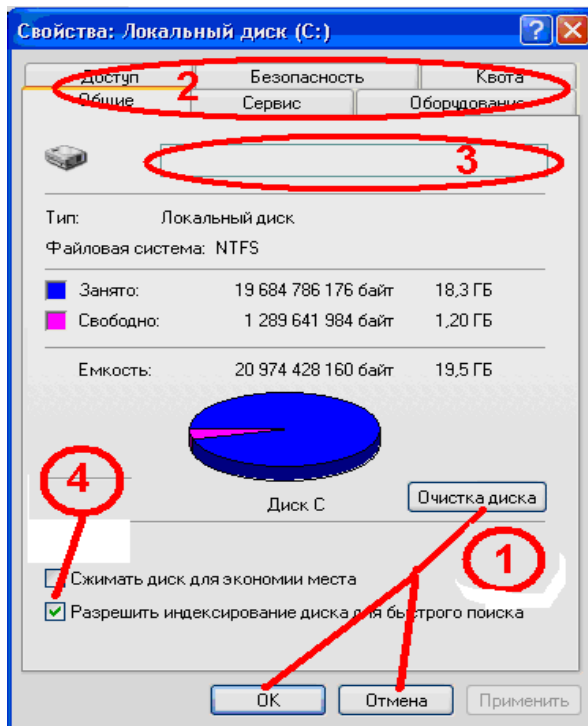 Свойства: Локальный диск (C:)
Доступ Безопасность Квота
2
Общие Сервис Оборудование
3
Тип: Локальный диск
Файловая система: NTFS
Занято: 19 684 786 176 байт 18,3 ГБ
Свободно: 1 289 641 984 байт 1,20 ГБ
Емкость: 20 974 428 160 байт 19,5 ГБ
4
Диск C Очистка диска
1
Сжимать диск для экономии места
Разрешить индексирование диска для быстрого поиска
OK Отмена Применить